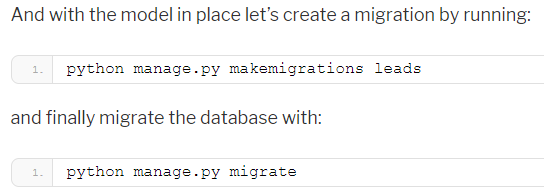 And with the model in place let’s create a migration by running:
1. python manage.py makemigrations leads
and finally migrate the database with:
1. python manage.py migrate